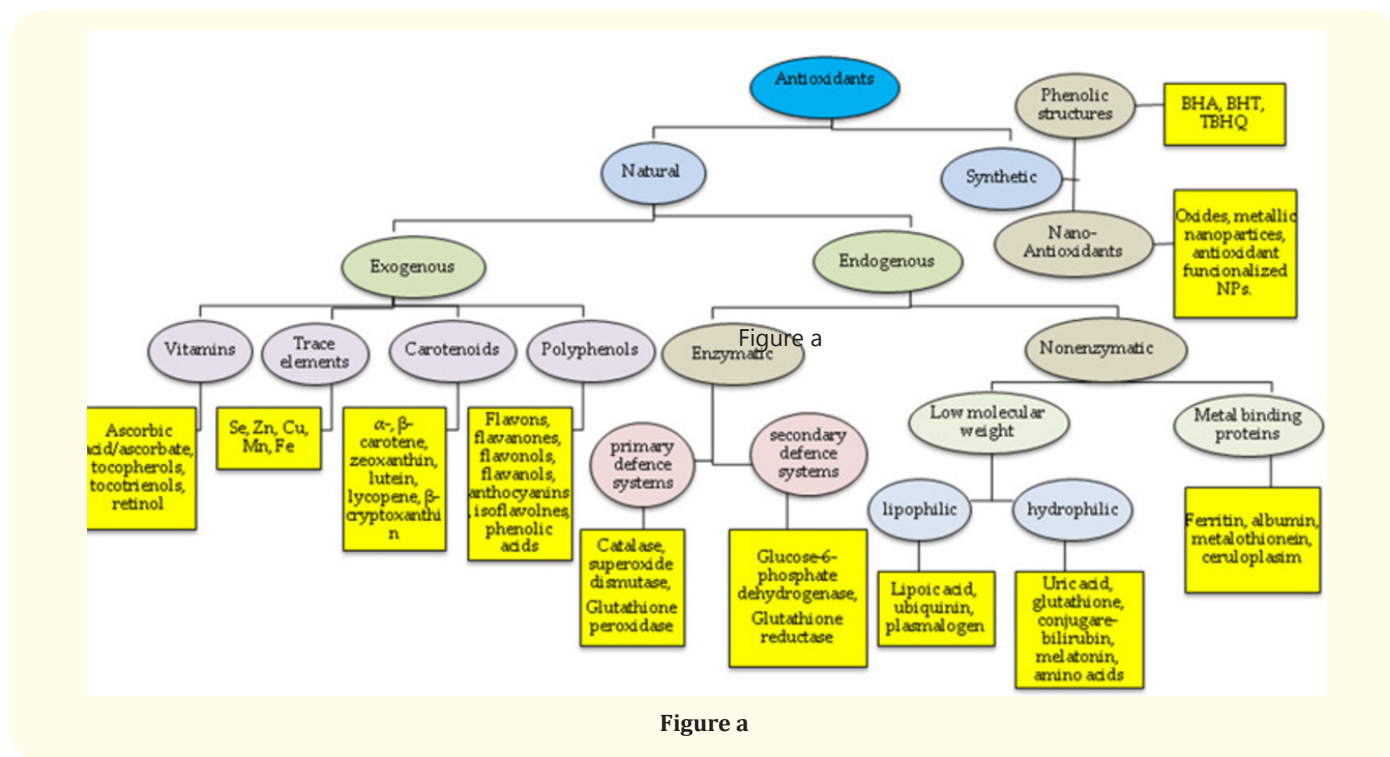 Antioxidants
Phenolic
structures
BHA, BHT,
TBHQ
Natural
Synthetic
Nano-
Antioxidants
Oxides, metallic
nanopartices,
antioxidant
funcionalized
NPs.
Exogenous
Endogenous
Vitamins
Trace
elements
Carotenoids
Polyphenols
Enzymatic
Figure a
Nonenzymatic
Ascorbic
acid/ascorbate,
tocopherols,
tocotrienols,
retinol
Se, Zn, Cu,
Mn, Fe
α-, β-
carotene,
zeoxanthin,
lutein,
lycopene, β-
cryptoxanthi
n
Flavons,
flavanones,
flavonols,
flavanols,
anthocyanins
, isoflavolnes,
phenolic
acids
primary
defence
systems
secondary
defence
systems
Low molecular
weight
Metal binding
proteins
lipophilic
hydrophilic
Catalase,
superoxide
dismutase,
Glutathione
peroxidase
Glucose-6-
phosphate
dehydrogenase,
Glutathione
reductase
Lipoic acid,
ubiquinin,
plasmalogen
Uric acid,
glutathione,
conjugare-
bilirubin,
melatonin,
amino acids
Ferritin, albumin,
metalothionein,
ceruloplasim
Figure a